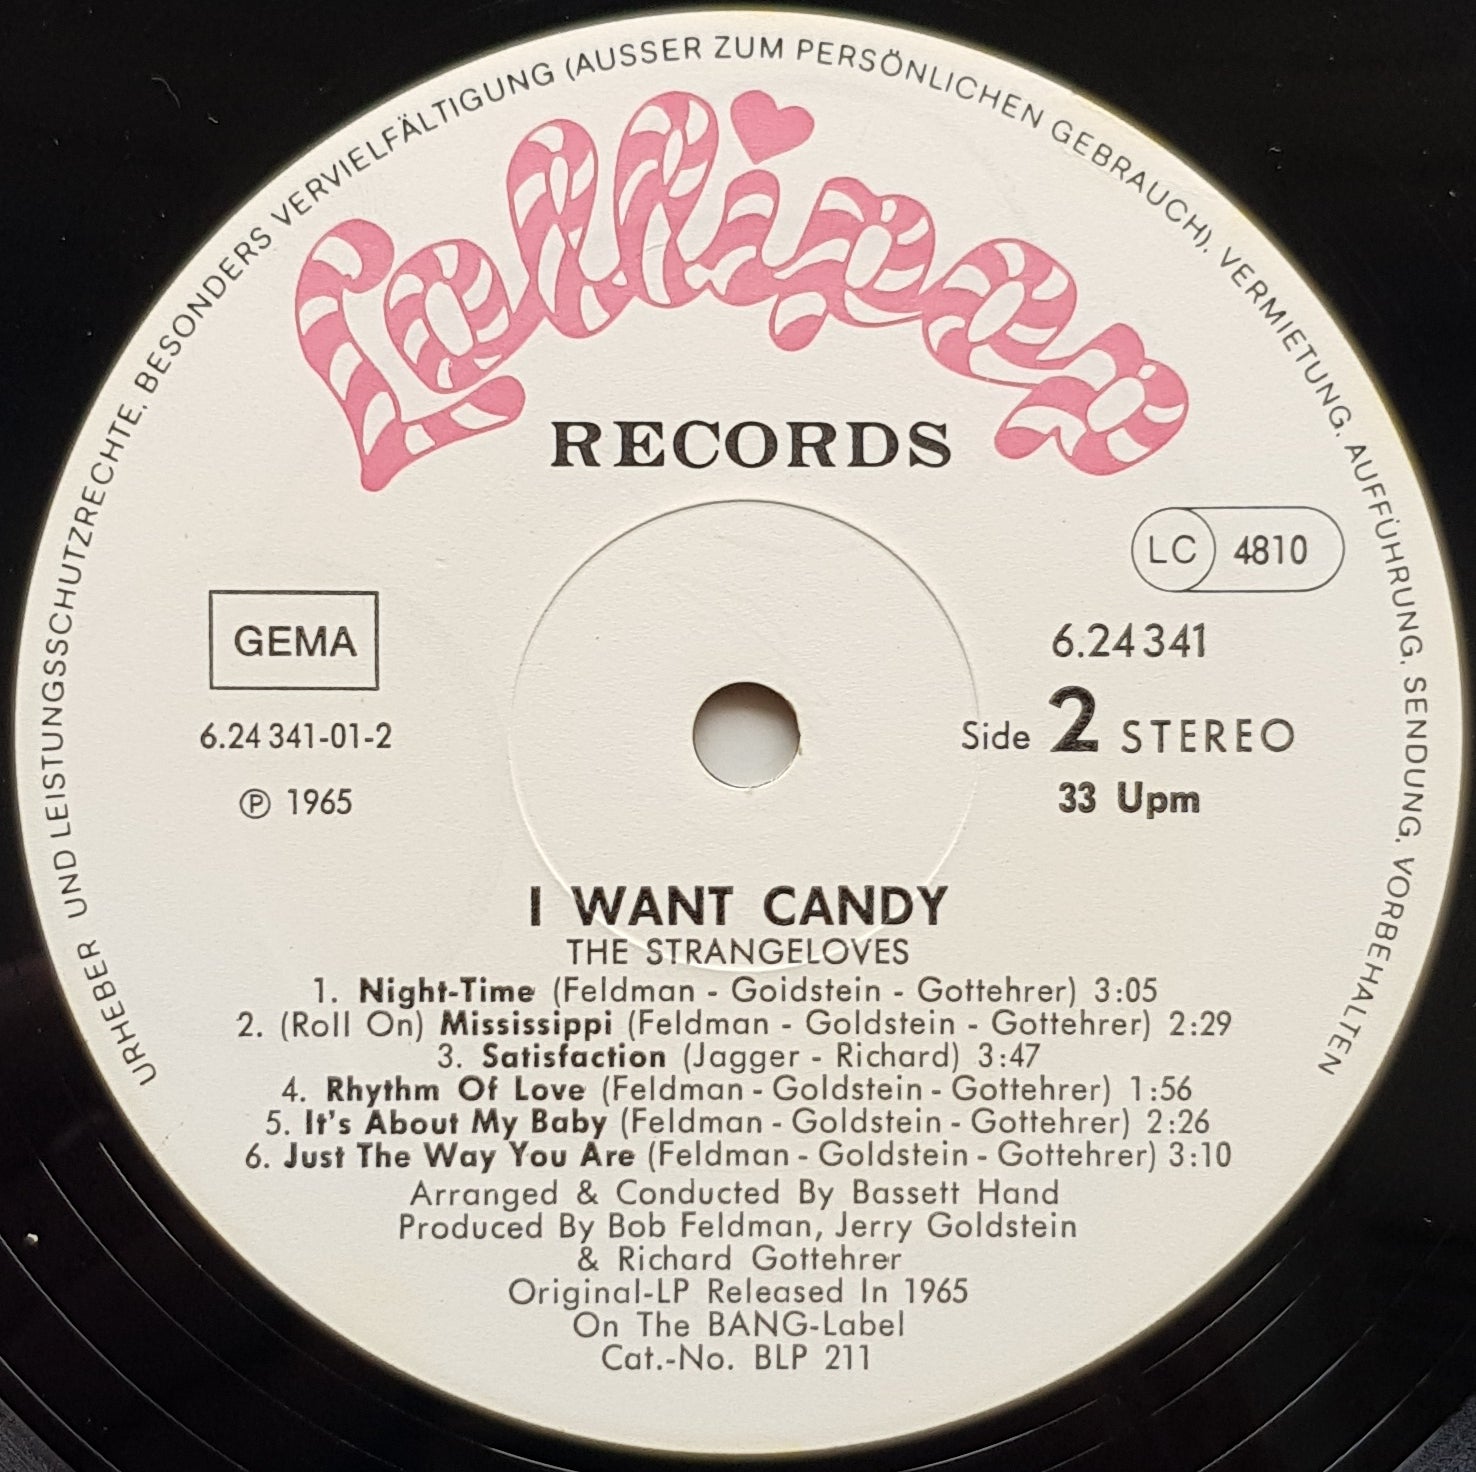 URHEBER UND LEISTUNGSSCHUTZRECHTE, BESONDERS VERVIELFÄLTIGUNG (AUSSER ZUM PERSÖNLICHEN GEBRAUCH), VERMIETUNG, AUFFÜHRUNG, SENDUNG, VORBEHALTEN
Lollipop
RECORDS
LC 4810
GEMA
6.24341
6.24 341-01-2
Side 2 STEREO
℗ 1965
33 Upm
I WANT CANDY
THE STRANGELOVES
1. Night-Time (Feldman - Goidstein - Gottehrer) 3:05
2. (Roll On) Mississippi (Feldman - Goldstein - Gottehrer) 2:29
3. Satisfaction (Jagger - Richard) 3:47
4. Rhythm Of Love (Feldman - Goldstein - Gottehrer) 1:56
5. It's About My Baby (Feldman - Goldstein - Gottehrer) 2:26
6. Just The Way You Are (Feldman - Goldstein - Gottehrer) 3:10
Arranged & Conducted By Bassett Hand
Produced By Bob Feldman, Jerry Goldstein
& Richard Gottehrer
Original-LP Released In 1965
On The BANG-Label
Cat.-No. BLP 211